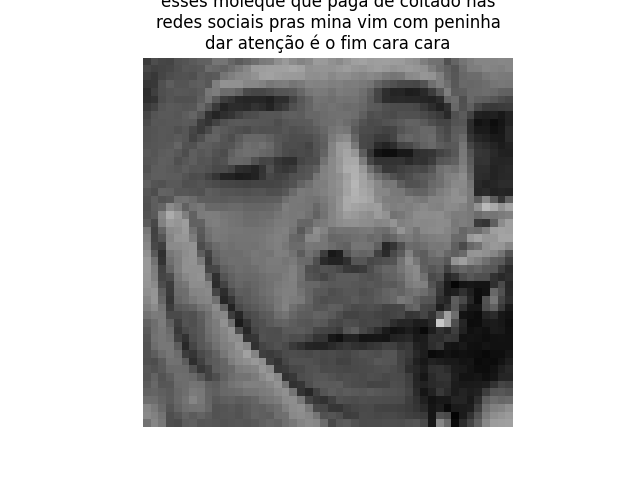 esses moleque que paga de coitado nas
redes sociais pras mina vim com peninha
dar atenção é o fim cara cara